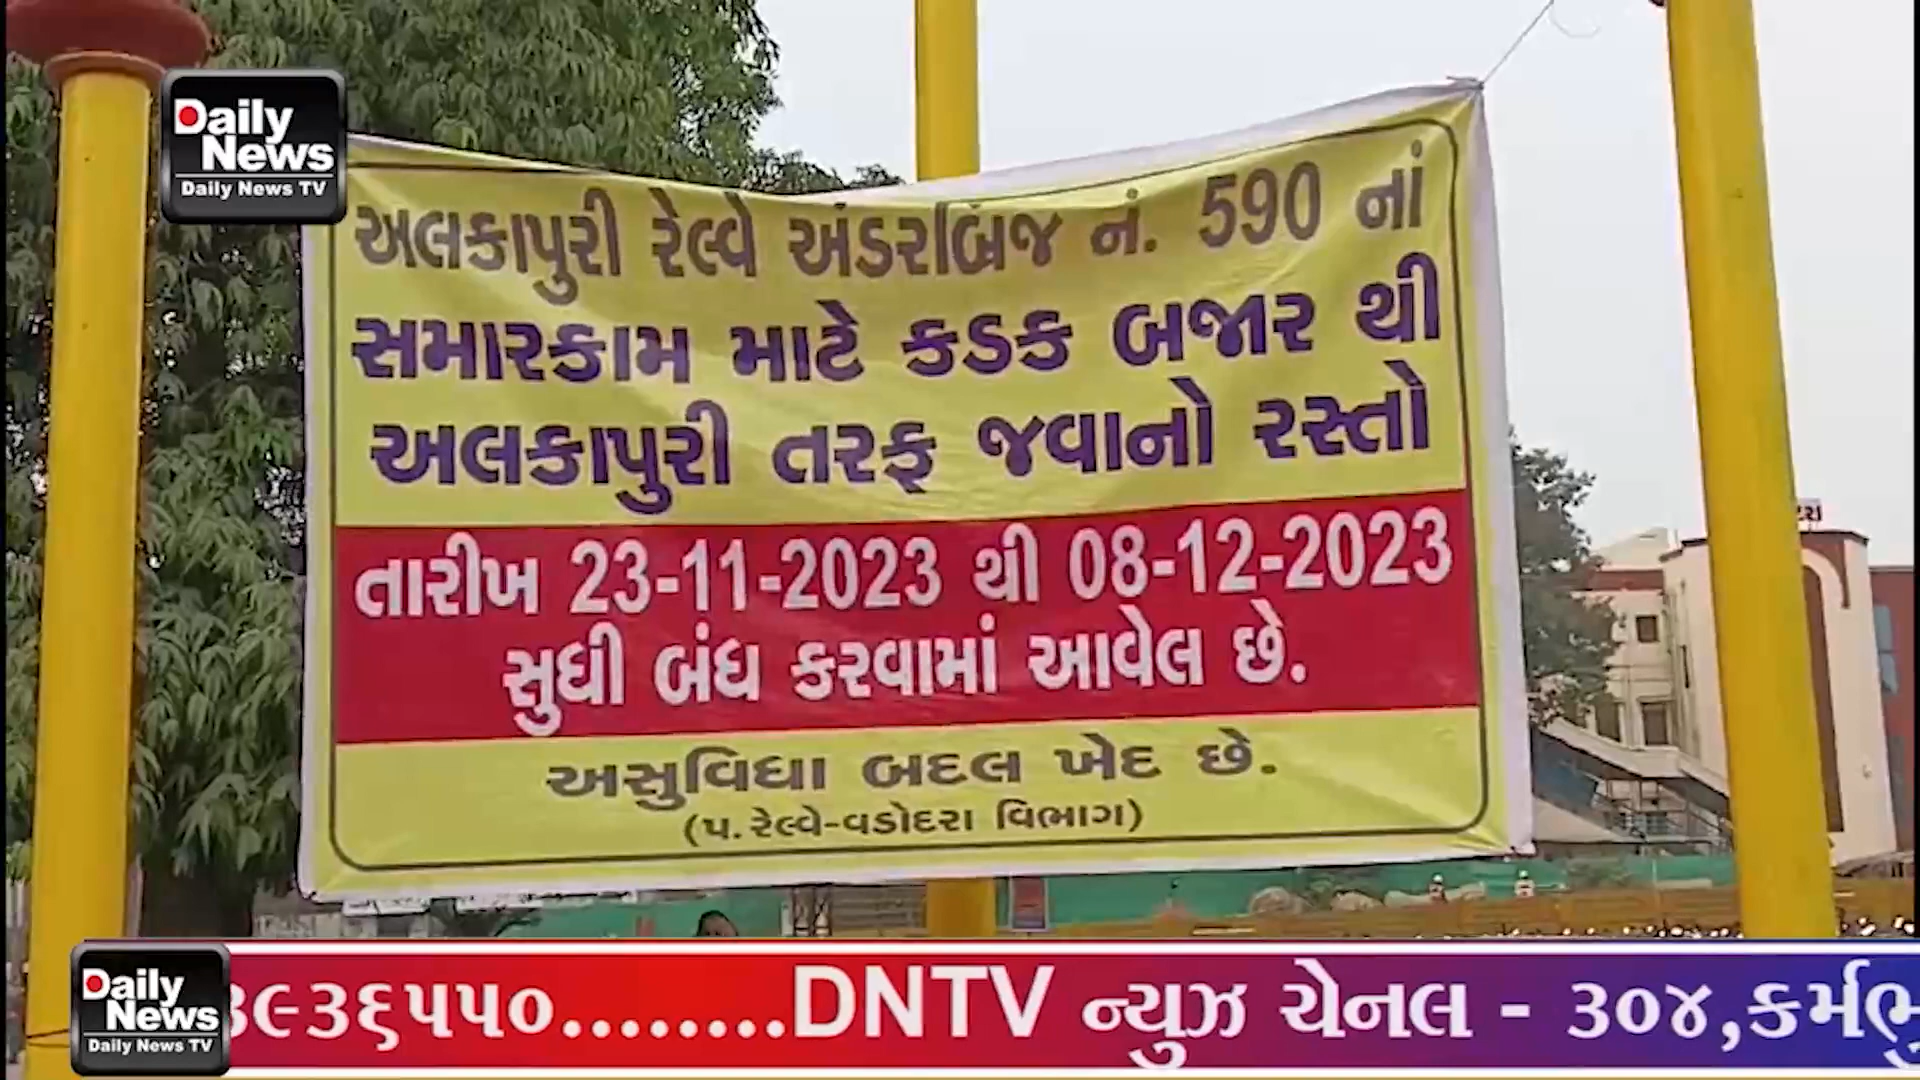 Daily
News
Daily News TV
અલકાપુરી રેલ્વે અંડરબ્રિજ નં. 590 નાં
સમારકામ માટે કડક બજાર થી
અલકાપુરી તરફ જવાનો રસ્તો
તારીખ 23-11-2023 થી 08-12-2023
સુધી બંધ કરવામાં આવેલ છે.
અસુવિધા બદલ ખેદ છે.
(પ.રેલ્વે-વડોદરા વિભાગ)
Daily
News
Daily News TV
૩૯૩૬૫૫૦........DNTV ન્યુઝ ચેનલ - ૩૦૪,કર્મભુ